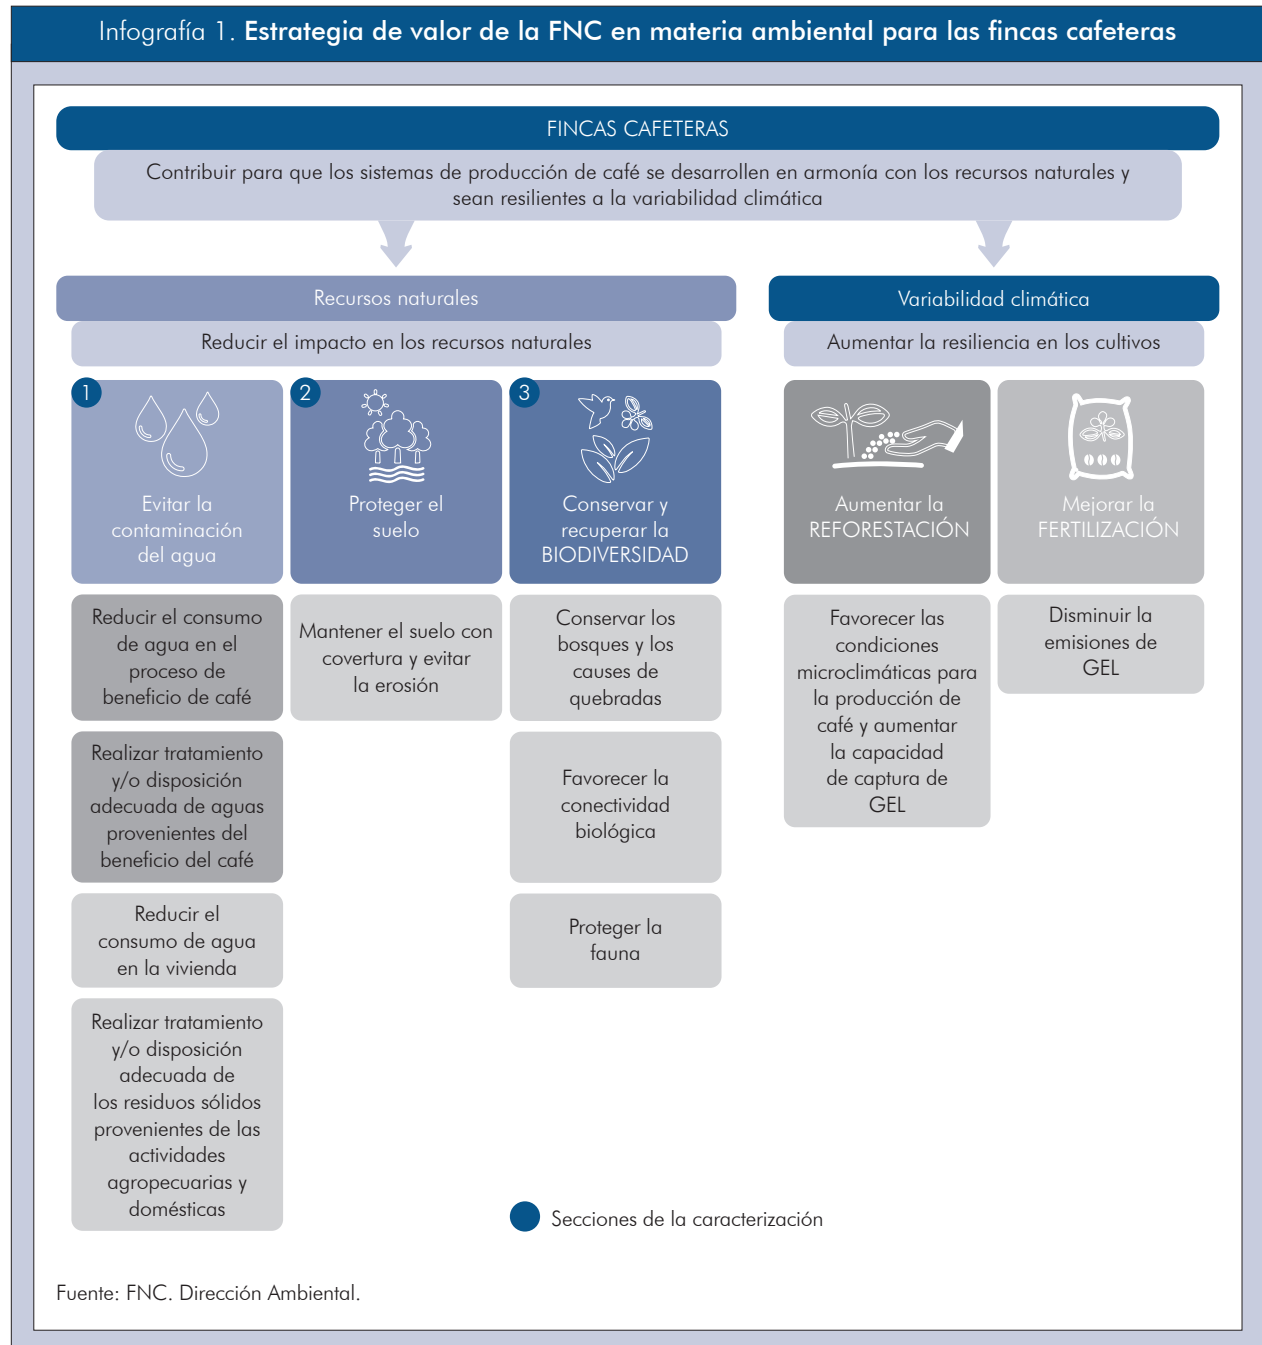 Infografía 1. Estrategia de valor de la FNC en materia ambiental para las fincas cafeteras
FINCAS CAFETERAS
Contribuir para que los sistemas de producción de café se desarrollen en armonía con los recursos naturales y
sean resilientes a la variabilidad climática
Recursos naturales
Reducir el impacto en los recursos naturales
1
Evitar la
contaminación
del agua
Reducir el consumo
de agua en el
proceso de
beneficio de café
Realizar tratamiento
y/o disposición
adecuada de aguas
provenientes del
beneficio del café
Reducir el
consumo de agua
en la vivienda
Realizar tratamiento
y/o disposición
adecuada de
los residuos sólidos
provenientes de las
actividades
agropecuarias y
domésticas
2
Proteger el
suelo
Mantener el suelo con
covertura y evitar
la erosión
3
Conservar y
recuperar la
BIODIVERSIDAD
Conservar los
bosques y los
causes de
quebradas
Favorecer la
conectividad
biológica
Proteger la
fauna
Variabilidad climática
Aumentar la resiliencia en los cultivos
Aumentar la
REFORESTACIÓN
Favorecer las
condiciones
microclimáticas para
la producción de
café y aumentar
la capacidad
de captura de
GEL
Mejorar la
FERTILIZACIÓN
Disminuir la
emisiones de
GEL
Secciones de la caracterización
Fuente: FNC. Dirección Ambiental.